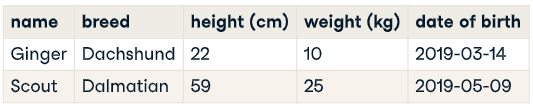 name breed height (cm) weight (kg) date of birth
Ginger Dachshund 22 10 2019-03-14
Scout Dalmatian 59 25 2019-05-09